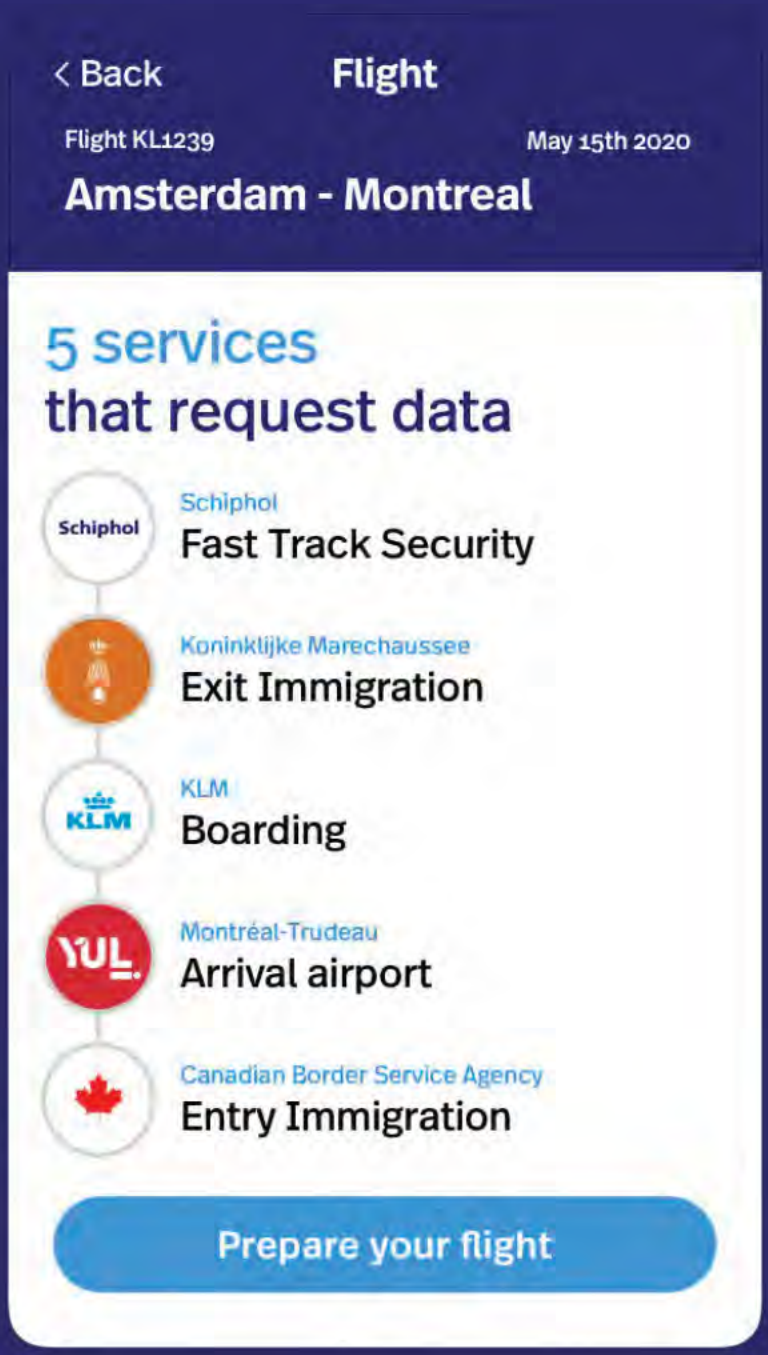 < Back
Flight
Flight KL1239
May 15th 2020
Amsterdam - Montreal
5 services
that request data
Schiphol
Schiphol
Fast Track Security
Koninklijke Marechaussee
Exit Immigration
KLM
KLM
Boarding
YUL
Montréal-Trudeau
Arrival airport
Canadian Border Service Agency
Entry Immigration
Prepare your flight